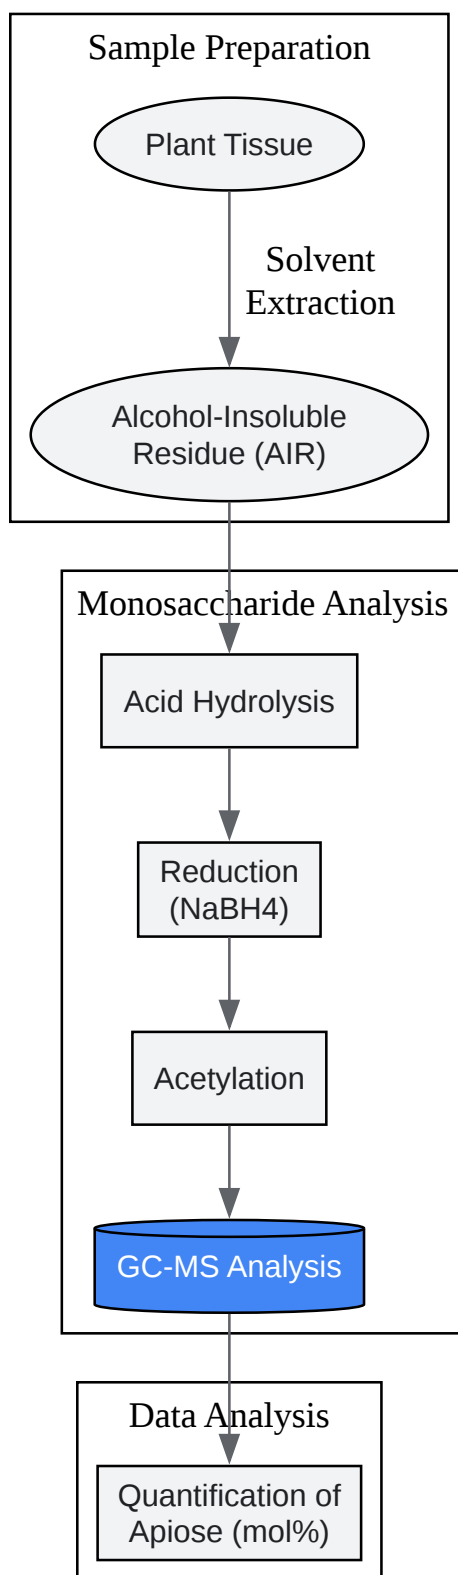 Sample Preparation
Plant Tissue
Solvent
Extraction
Alcohol-Insoluble
Residue (AIR)
Monosaccharide Analysis
Acid Hydrolysis
Reduction
(NaBH4)
Acetylation
GC-MS Analysis
Data Analysis
Quantification of
Apiose (mol%)